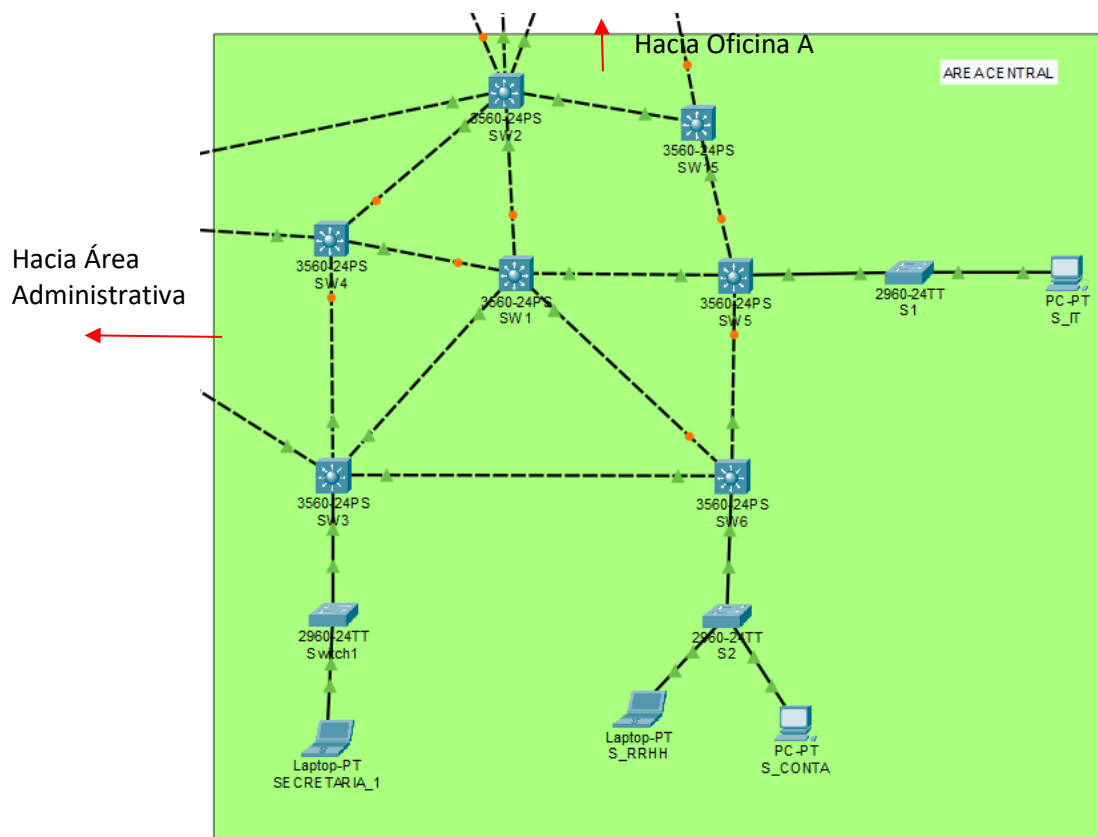 Hacia Oficina A
AREA CENTRAL
3560-24PS
SW2
3560-24PS
SW15
Hacia Área
Administrativa
3560-24PS
SW4
3560-24PS
SW1
3560-24PS
SW5
2960-24TT
S1
PC-PT
S_IT
3560-24PS
SW3
3560-24PS
SW6
2960-24TT
Swtch1
2960-24TT
S2
Laptop-PT
SECRETARIA_1
Laptop-PT
S_RRHH
PC-PT
S_CONTA